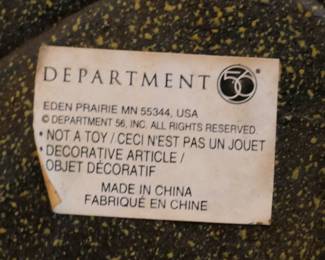 DEPARTMENT 56®
EDEN PRAIRIE MN 55344, USA
© DEPARTMENT 56, INC. ALL RIGHTS RESERVED.
• NOT A TOY / CECI N'EST PAS UN JOUET
• DECORATIVE ARTICLE /
OBJET DÉCORATIF
MADE IN CHINA
FABRIQUÉ EN CHINE